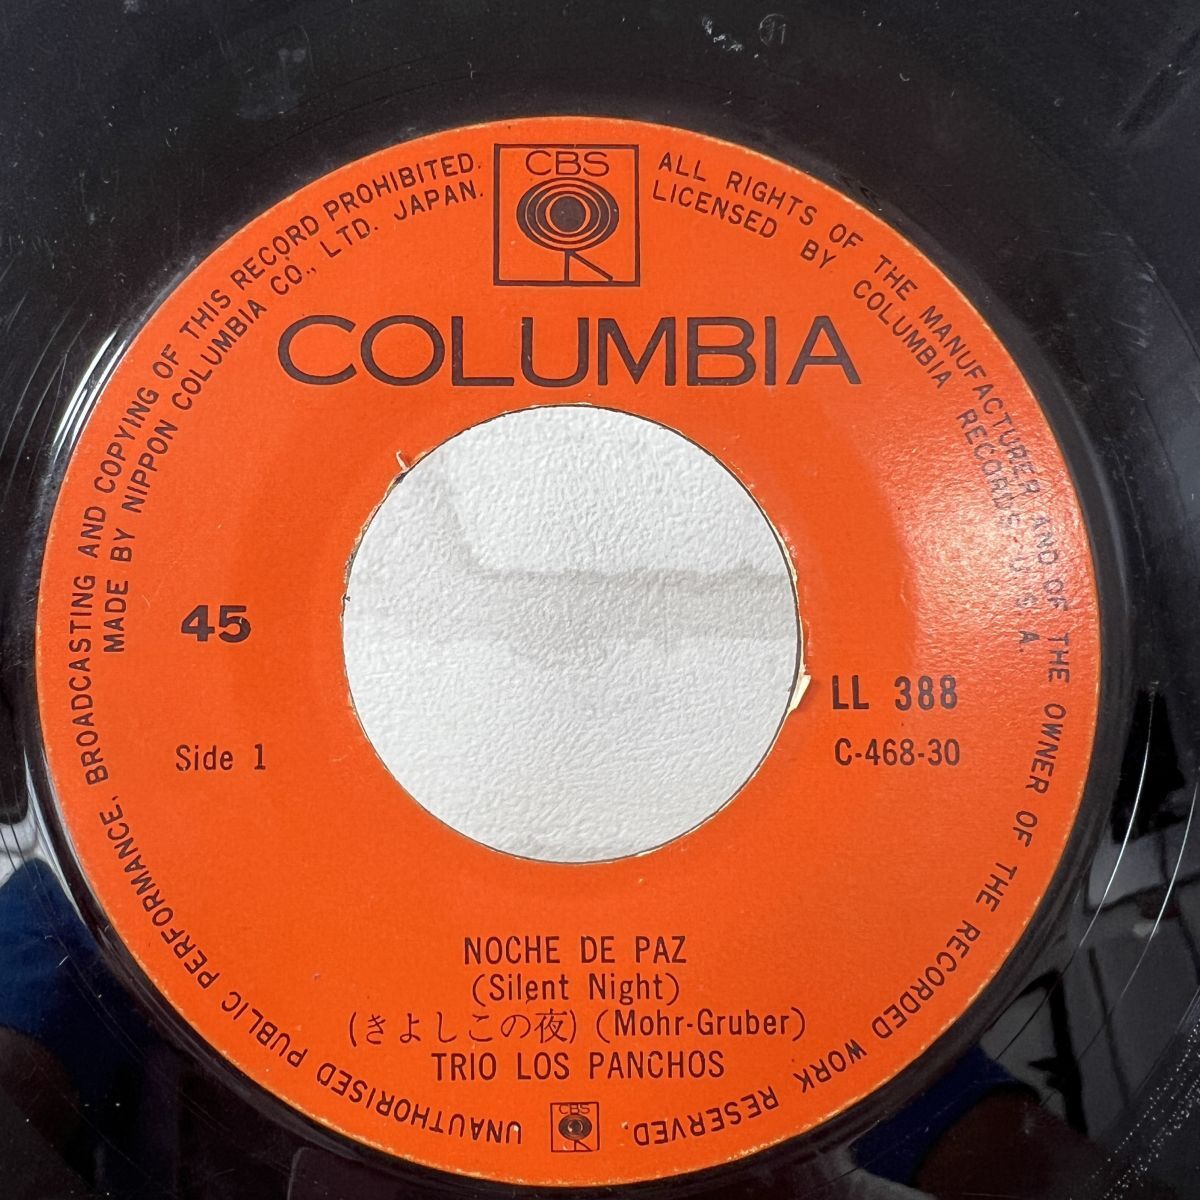 CBS
COLUMBIA
ALL RIGHTS OF THE MANUFACTURER AND OF THE OWNER OF THE RECORDED WORK RESERVED
UNAUTHORISED PUBLIC PERFORMANCE, BROADCASTING AND COPYING OF THIS RECORD PROHIBITED.
LICENSED BY COLUMBIA RECORDS-U.S.A.
MADE BY NIPPON COLUMBIA CO., LTD. JAPAN.
45
Side 1
LL 388
C-468-30
NOCHE DE PAZ
(Silent Night)
(きよしこの夜) (Mohr-Gruber)
TRIO LOS PANCHOS
CBS